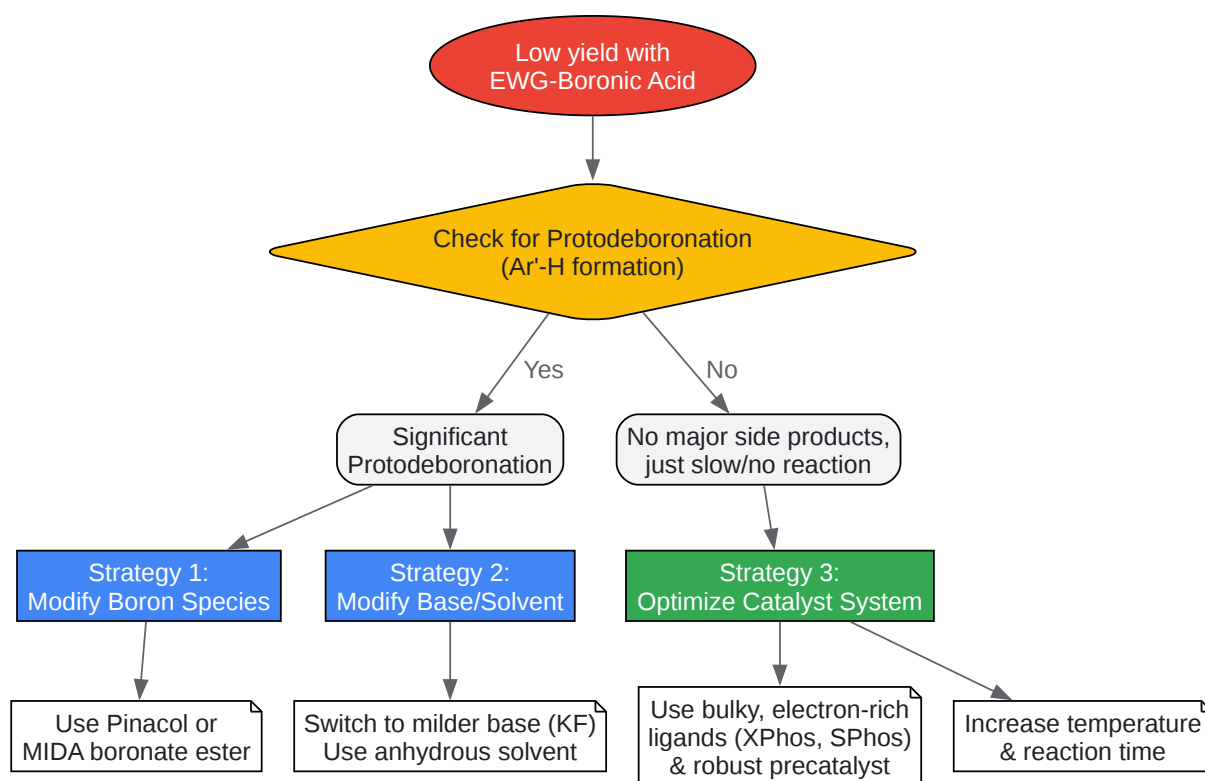 Low yield with
EWG-Boronic Acid
Check for Protodeboronation
(Ar'-H formation)
Yes
No
Significant
Protodeboronation
No major side products,
just slow/no reaction
Strategy 1:
Modify Boron Species
Strategy 2:
Modify Base/Solvent
Strategy 3:
Optimize Catalyst System
Use Pinacol or
MIDA boronate ester
Switch to milder base (KF)
Use anhydrous solvent
Use bulky, electron-rich
ligands (XPhos, SPhos)
& robust precatalyst
Increase temperature
& reaction time